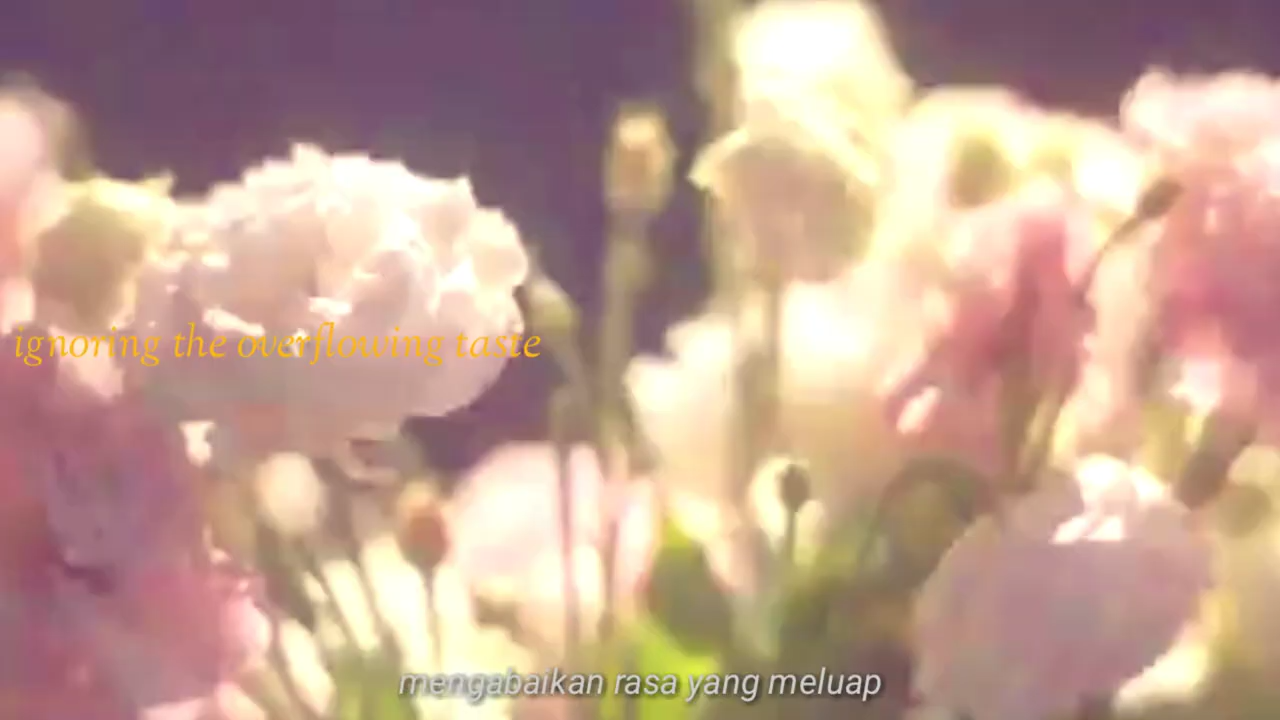 ignoring the overflowing taste
mengabaikan rasa yang meluap